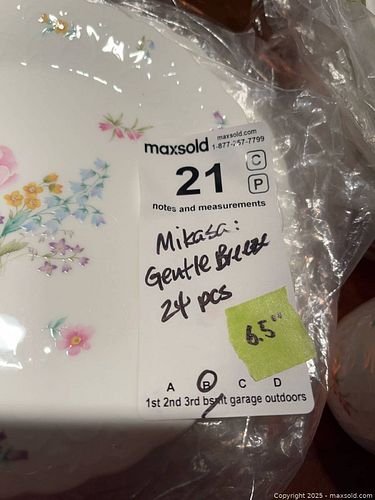 maxsold
maxsold.com
1-877-257-7799
21
C
P
notes and measurements
Mikasa:
Gentle Breeze
24 pcs
6.5"
A B C D
1st 2nd 3rd bsmt garage outdoors
Copyright 2025 - maxsold.com